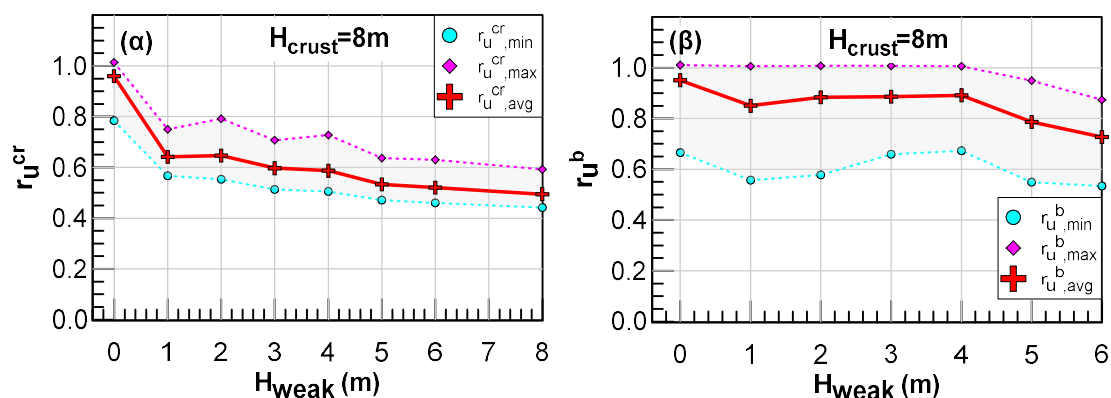 (α)
H_crust=8m
r_u^cr,min
r_u^cr,max
r_u^cr,avg
1.0
0.8
0.6
0.4
0.2
0.0
r_u^cr
0 1 2 3 4 5 6 7 8
H_weak (m)
(β)
H_crust=8m
1.0
0.8
0.6
0.4
0.2
0.0
r_u^b
r_u^b,min
r_u^b,max
r_u^b,avg
0 1 2 3 4 5 6
H_weak (m)